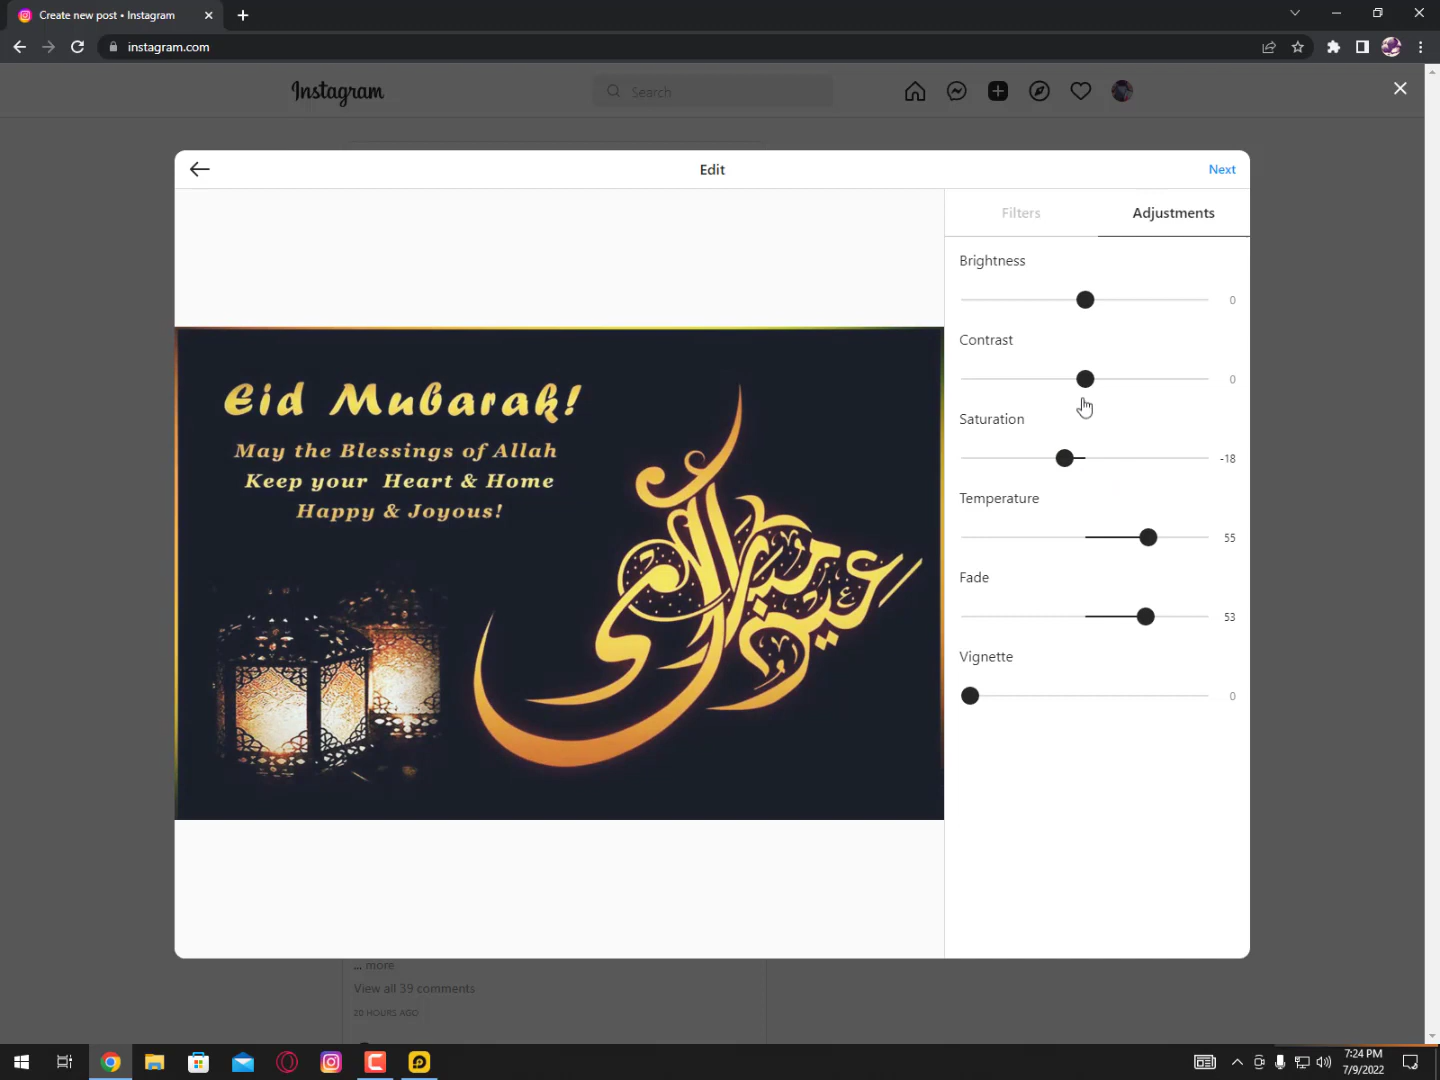 Create new post • Instagram
instagram.com
Instagram
Search
Edit
Next
Filters
Adjustments
Brightness
0
Contrast
0
Saturation
-18
Temperature
55
Fade
53
Vignette
0
Eid Mubarak!
May the Blessings of Allah
Keep your Heart & Home
Happy & Joyous!
عيد مبارك
... more
View all 39 comments
20 HOURS AGO
7:24 PM
7/9/2022